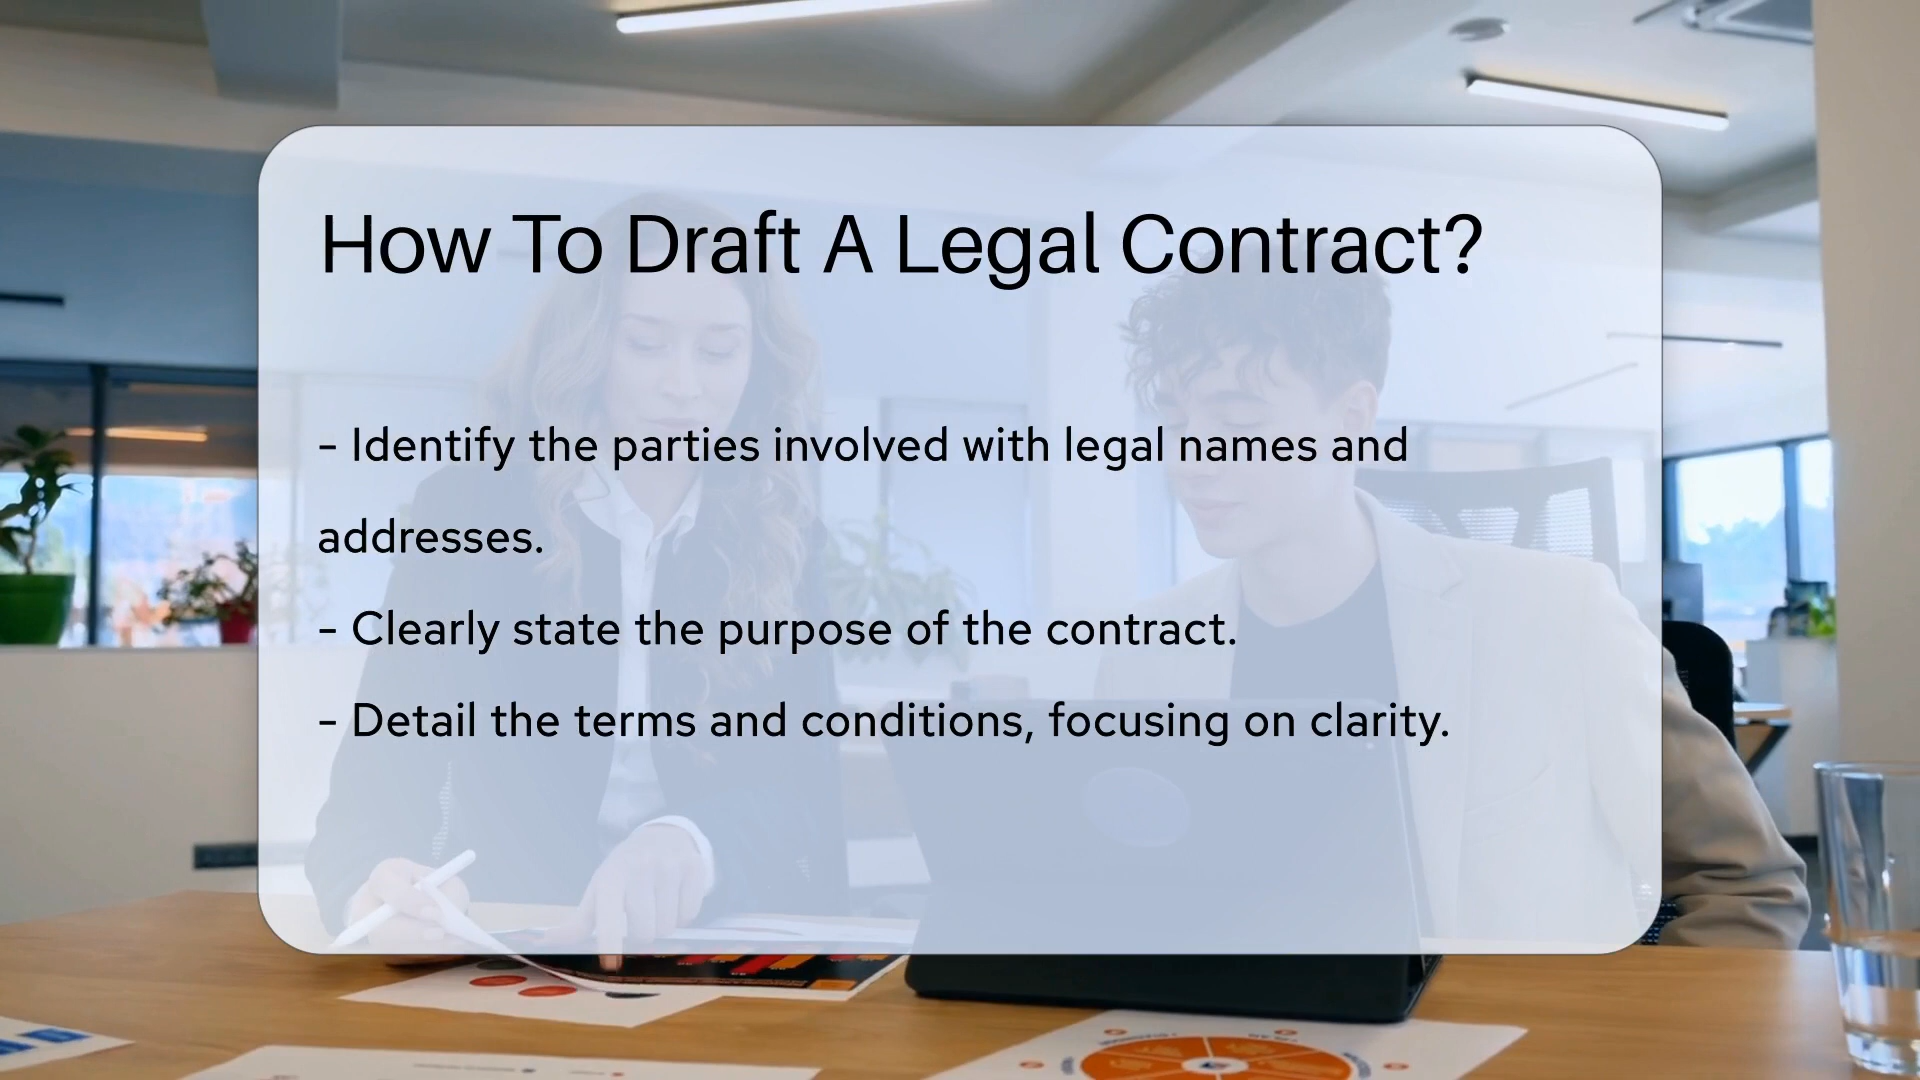 How To Draft A Legal Contract?
- Identify the parties involved with legal names and
addresses.
- Clearly state the purpose of the contract.
- Detail the terms and conditions, focusing on clarity.